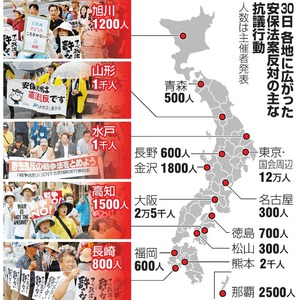 30日 各地に広がった
安保法案反対の主な
抗議行動
人数は主催者発表
旭川
1200人
山形
1千人
安保法案は
憲法違反です
水戸
1千人
高知
1500人
長崎
800人
青森
500人
長野 600人
金沢 1800人
東京・
国会周辺
12万人
大阪
2万5千人
名古屋
300人
徳島 700人
松山 300人
福岡
600人
熊本 2千人
那覇 2500人